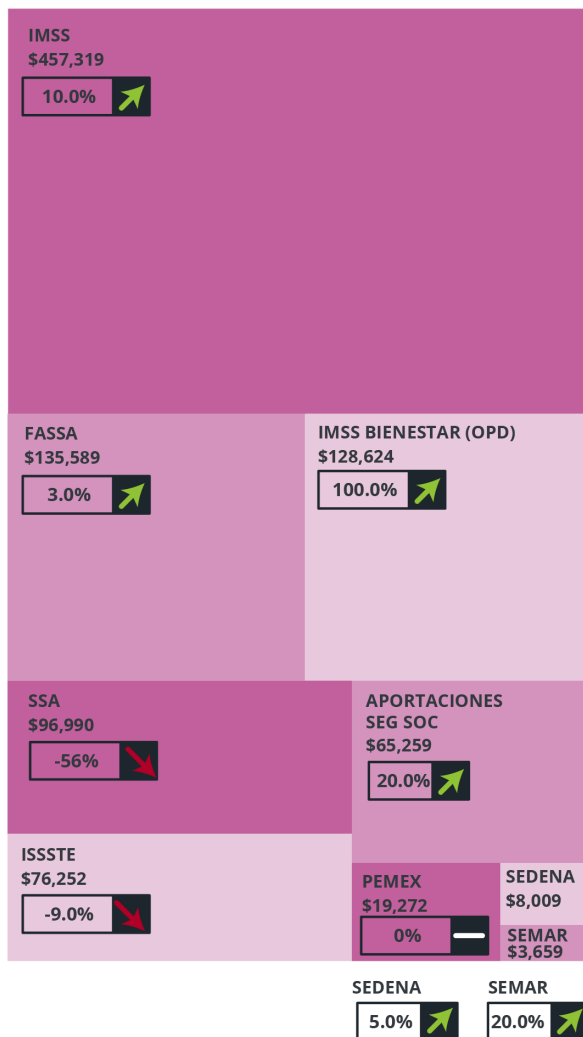 IMSS
$457,319
10.0%
FASSA
$135,589
3.0%
IMSS BIENESTAR (OPD)
$128,624
100.0%
SSA
$96,990
-56%
APORTACIONES
SEG SOC
$65,259
20.0%
ISSSTE
$76,252
-9.0%
PEMEX
$19,272
0%
SEDENA
$8,009
SEMAR
$3,659
SEDENA
5.0%
SEMAR
20.0%